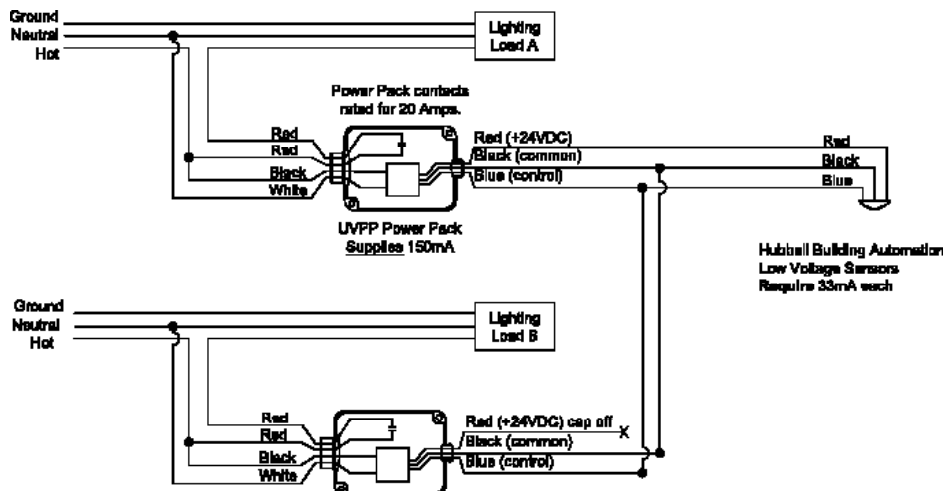 Ground
Neutral
Hot
Lighting
Load A
Power Pack contacts
rated for 20 Amps.
Red
Red
Black
White
Red (+24VDC)
Black (common)
Blue (control)
Red
Black
Blue
UVPP Power Pack
Supplies 150mA
Hubbell Building Automation
Low Voltage Sensors
Require 33mA each
Ground
Neutral
Hot
Lighting
Load B
Red
Red
Black
White
Red (+24VDC) cap off
X
Black (common)
Blue (control)